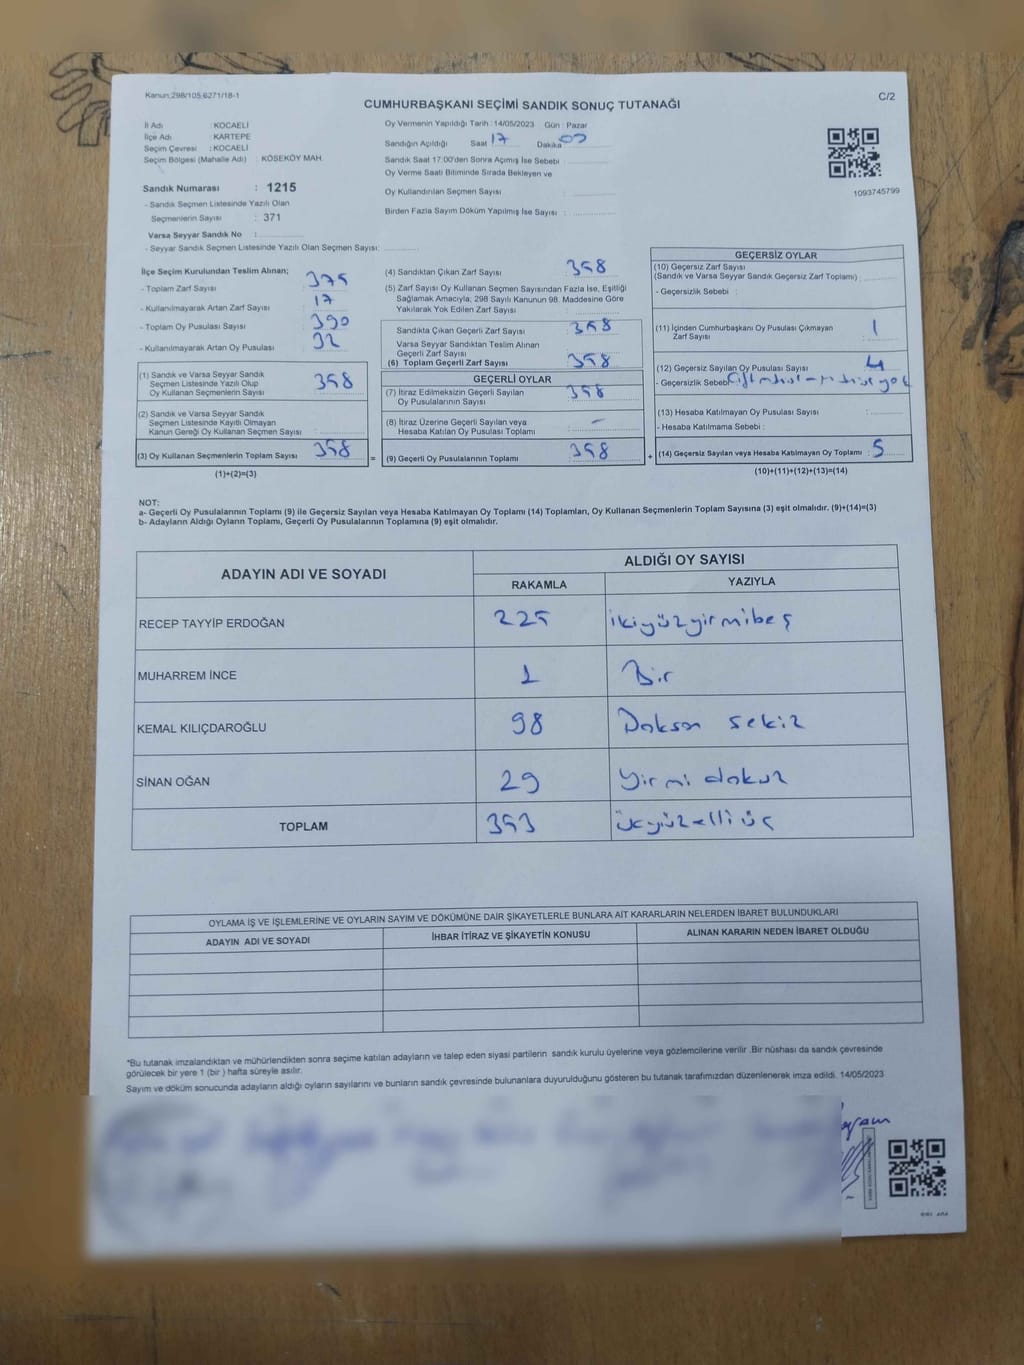 Kanun:298/105,6271/18-1
CUMHURBAŞKANI SEÇİMİ SANDIK SONUÇ TUTANAĞI
C/2
İl Adı : KOCAELİ
İlçe Adı : KARTEPE
Seçim Çevresi : KOCAELİ
Seçim Bölgesi (Mahalle Adı) : KÖSEKÖY MAH.
Sandık Numarası : 1215
- Sandık Seçmen Listesinde Yazılı Olan
Seçmenlerin Sayısı : 371
Varsa Seyyar Sandık No :
- Seyyar Sandık Seçmen Listesinde Yazılı Olan Seçmen Sayısı:
Oy Vermenin Yapıldığı Tarih : 14/05/2023 Gün : Pazar
Sandığın Açıldığı Saat 17 Dakika 00
Sandık Saat 17:00'den Sonra Açımış İse Sebebi :
Oy Verme Saati Bitiminde Sırada Bekleyen ve
Oy Kullandırılan Seçmen Sayısı :
Birden Fazla Sayım Döküm Yapılmış İse Sayısı :
1093745799
İlçe Seçim Kurulundan Teslim Alınan;
- Toplam Zarf Sayısı : 375
- Kullanılmayarak Artan Zarf Sayısı : 17
- Toplam Oy Pusulası Sayısı : 390
- Kullanılmayarak Artan Oy Pusulası : 32
(1) Sandık ve Varsa Seyyar Sandık
Seçmen Listesinde Yazılı Olup
Oy Kullanan Seçmenlerin Sayısı : 358
(2) Sandık ve Varsa Seyyar Sandık
Seçmen Listesinde Kayıtlı Olmayan
Kanun Gereği Oy Kullanan Seçmen Sayısı :
(3) Oy Kullanan Seçmenlerin Toplam Sayısı : 358
(1)+(2)=(3)
(4) Sandıktan Çıkan Zarf Sayısı : 358
(5) Zarf Sayısı Oy Kullanan Seçmen Sayısından Fazla İse, Eşitliği
Sağlamak Amacıyla; 298 Sayılı Kanunun 98. Maddesine Göre
Yakılarak Yok Edilen Zarf Sayısı :
Sandıkta Çıkan Geçerli Zarf Sayısı : 358
Varsa Seyyar Sandıktan Teslim Alınan
Geçerli Zarf Sayısı :
(6) Toplam Geçerli Zarf Sayısı : 358
GEÇERLİ OYLAR
(7) İtiraz Edilmeksizin Geçerli Sayılan
Oy Pusulalarının Sayısı : 358
(8) İtiraz Üzerine Geçerli Sayılan veya
Hesaba Katılan Oy Pusulası Toplamı : -
= (9) Geçerli Oy Pusulalarının Toplamı : 358
GEÇERSİZ OYLAR
(10) Geçersiz Zarf Sayısı
(Sandık ve Varsa Seyyar Sandık Geçersiz Zarf Toplamı) :
- Geçersizlik Sebebi :
(11) İçinden Cumhurbaşkanı Oy Pusulası Çıkmayan
Zarf Sayısı : 1
(12) Geçersiz Sayılan Oy Pusulası Sayısı : 4
- Geçersizlik Sebebi
(13) Hesaba Katılmayan Oy Pusulası Sayısı :
- Hesaba Katılmama Sebebi :
+ (14) Geçersiz Sayılan veya Hesaba Katılmayan Oy Toplamı : 5
(10)+(11)+(12)+(13)=(14)
NOT:
a- Geçerli Oy Pusulalarının Toplamı (9) ile Geçersiz Sayılan veya Hesaba Katılmayan Oy Toplamı (14) Toplamları, Oy Kullanan Seçmenlerin Toplam Sayısına (3) eşit olmalıdır. (9)+(14)=(3)
b- Adayların Aldığı Oyların Toplamı, Geçerli Oy Pusulalarının Toplamına (9) eşit olmalıdır.
ADAYIN ADI VE SOYADI
ALDIĞI OY SAYISI
RAKAMLA YAZIYLA
RECEP TAYYİP ERDOĞAN 225 ikiyüzyirmibeş
MUHARREM İNCE 1 Bir
KEMAL KILIÇDAROĞLU 98 Doksan sekiz
SİNAN OĞAN 29 Yirmi dokuz
TOPLAM 353 üçyüzelli üç
OYLAMA İŞ VE İŞLEMLERİNE VE OYLARIN SAYIM VE DÖKÜMÜNE DAİR ŞİKAYETLERLE BUNLARA AİT KARARLARIN NELERDEN İBARET BULUNDUKLARI
ADAYIN ADI VE SOYADI İHBAR İTİRAZ VE ŞİKAYETİN KONUSU ALINAN KARARIN NEDEN İBARET OLDUĞU
*Bu tutanak imzalandıktan ve mühürlendikten sonra seçime katılan adayların ve talep eden siyasi partilerin sandık kurulu üyelerine veya gözlemcilerine verilir .Bir nüshası da sandık çevresinde
görülecek bir yere 1 (bir ) hafta süreyle asılır.
Sayım ve döküm sonucunda adayların aldığı oyların sayılarını ve bunların sandık çevresinde bulunanlara duyurulduğunu gösteren bu tutanak tarafımızdan düzenlenerek imza edildi. 14/05/2023